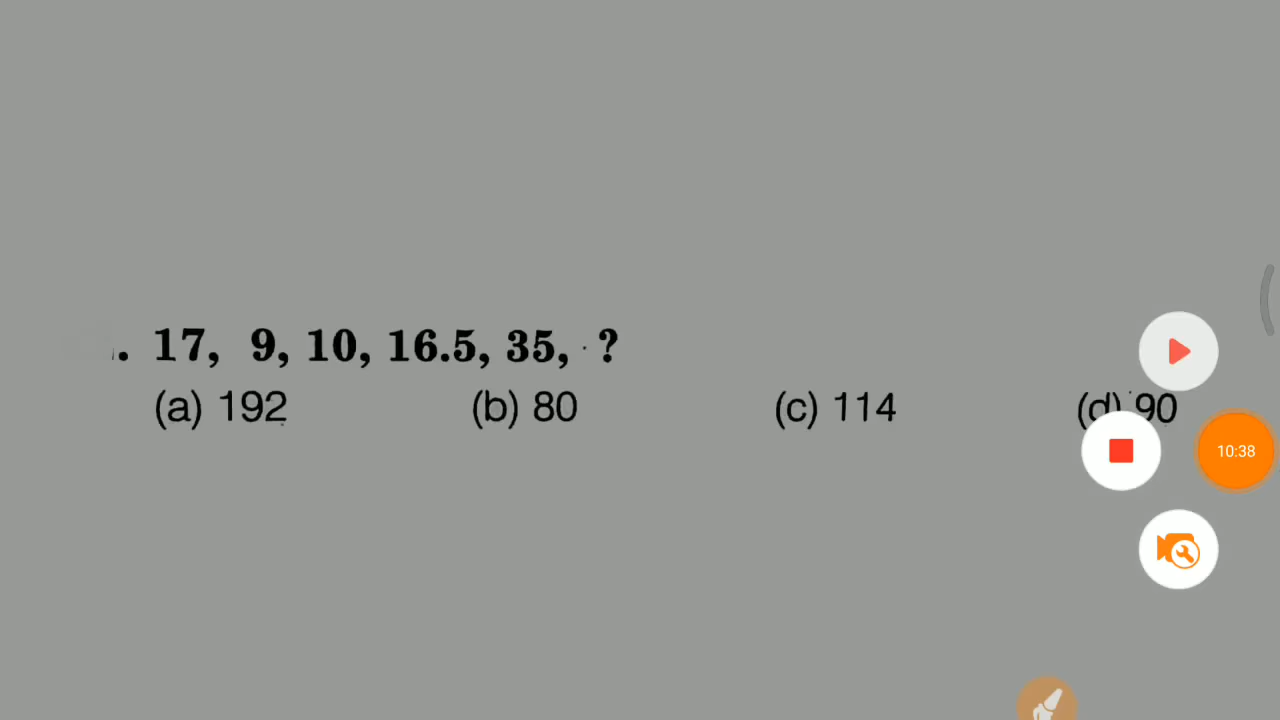 . 17, 9, 10, 16.5, 35, ?
(a) 192 (b) 80 (c) 114 (d) 90
10:38